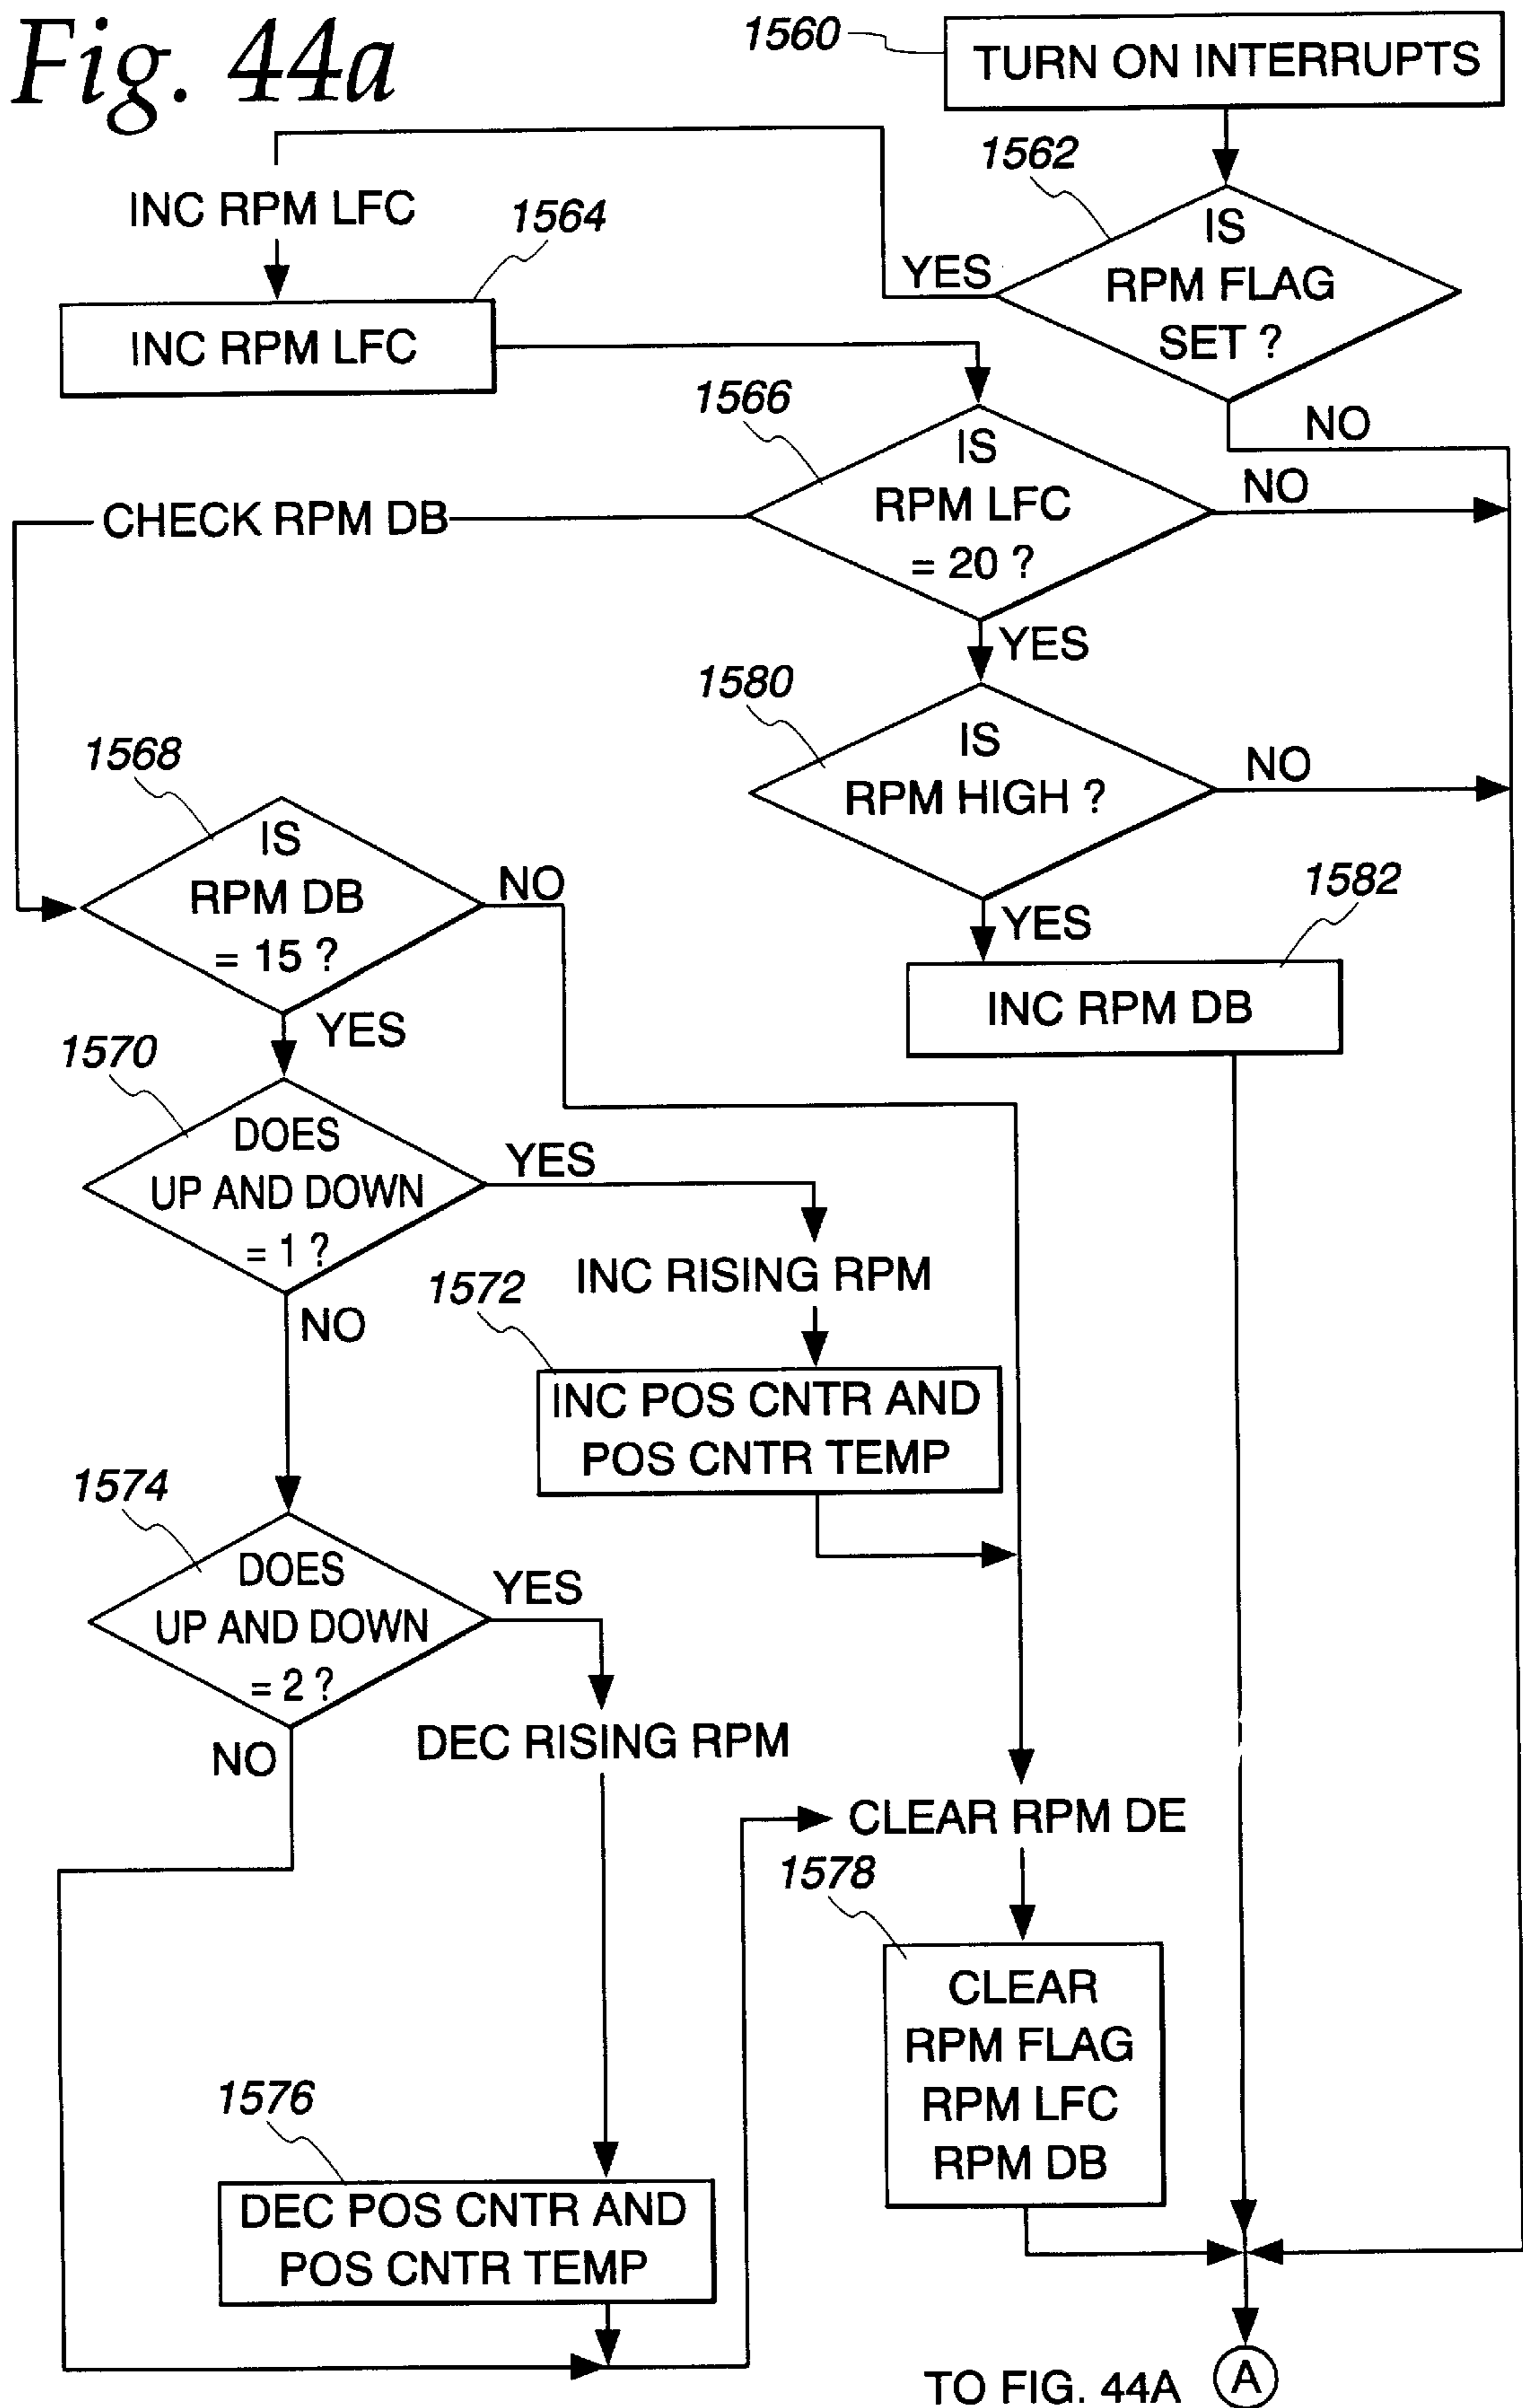 Fig. 44a
1560
TURN ON INTERRUPTS
1562
IS
RPM FLAG
SET ?
YES
NO
INC RPM LFC
1564
INC RPM LFC
1566
IS
RPM LFC
= 20 ?
NO
CHECK RPM DB
YES
1580
IS
RPM HIGH ?
NO
YES
1582
INC RPM DB
1568
IS
RPM DB
= 15 ?
NO
YES
1570
DOES
UP AND DOWN
= 1 ?
YES
INC RISING RPM
NO
1572
INC POS CNTR AND
POS CNTR TEMP
1574
DOES
UP AND DOWN
= 2 ?
YES
DEC RISING RPM
NO
CLEAR RPM DE
1578
CLEAR
RPM FLAG
RPM LFC
RPM DB
1576
DEC POS CNTR AND
POS CNTR TEMP
TO FIG. 44A
A